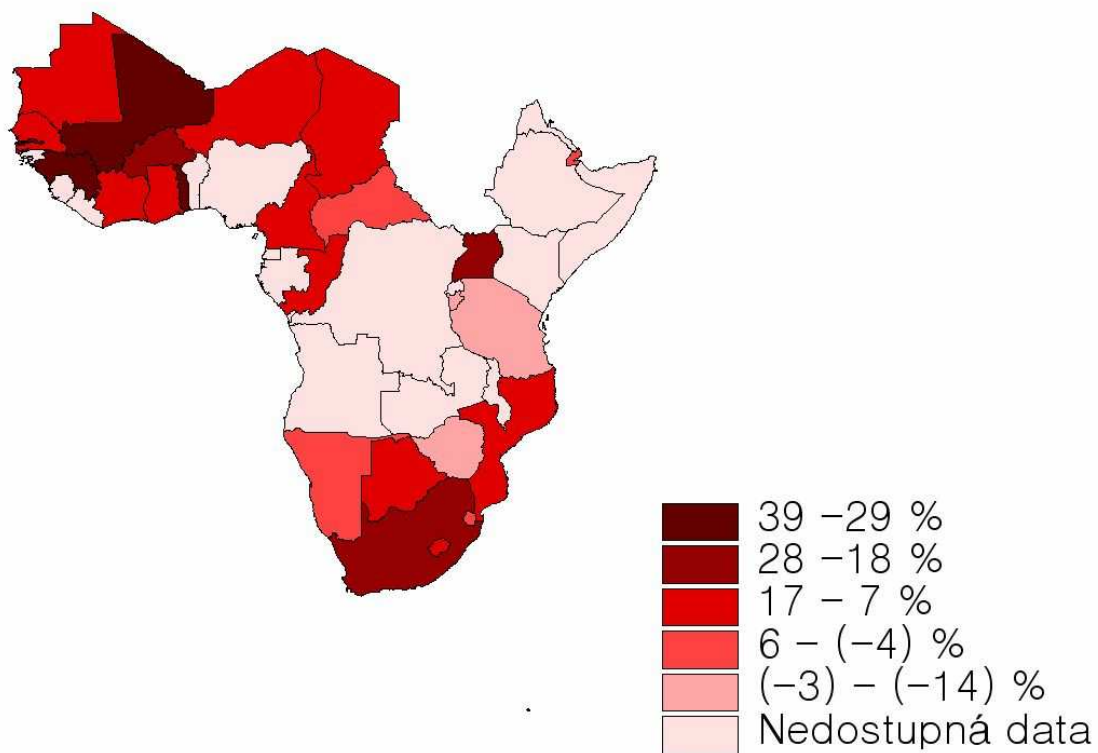 39 –29 %
28 –18 %
17 – 7 %
6 – (–4) %
(–3) – (–14) %
Nedostupná data